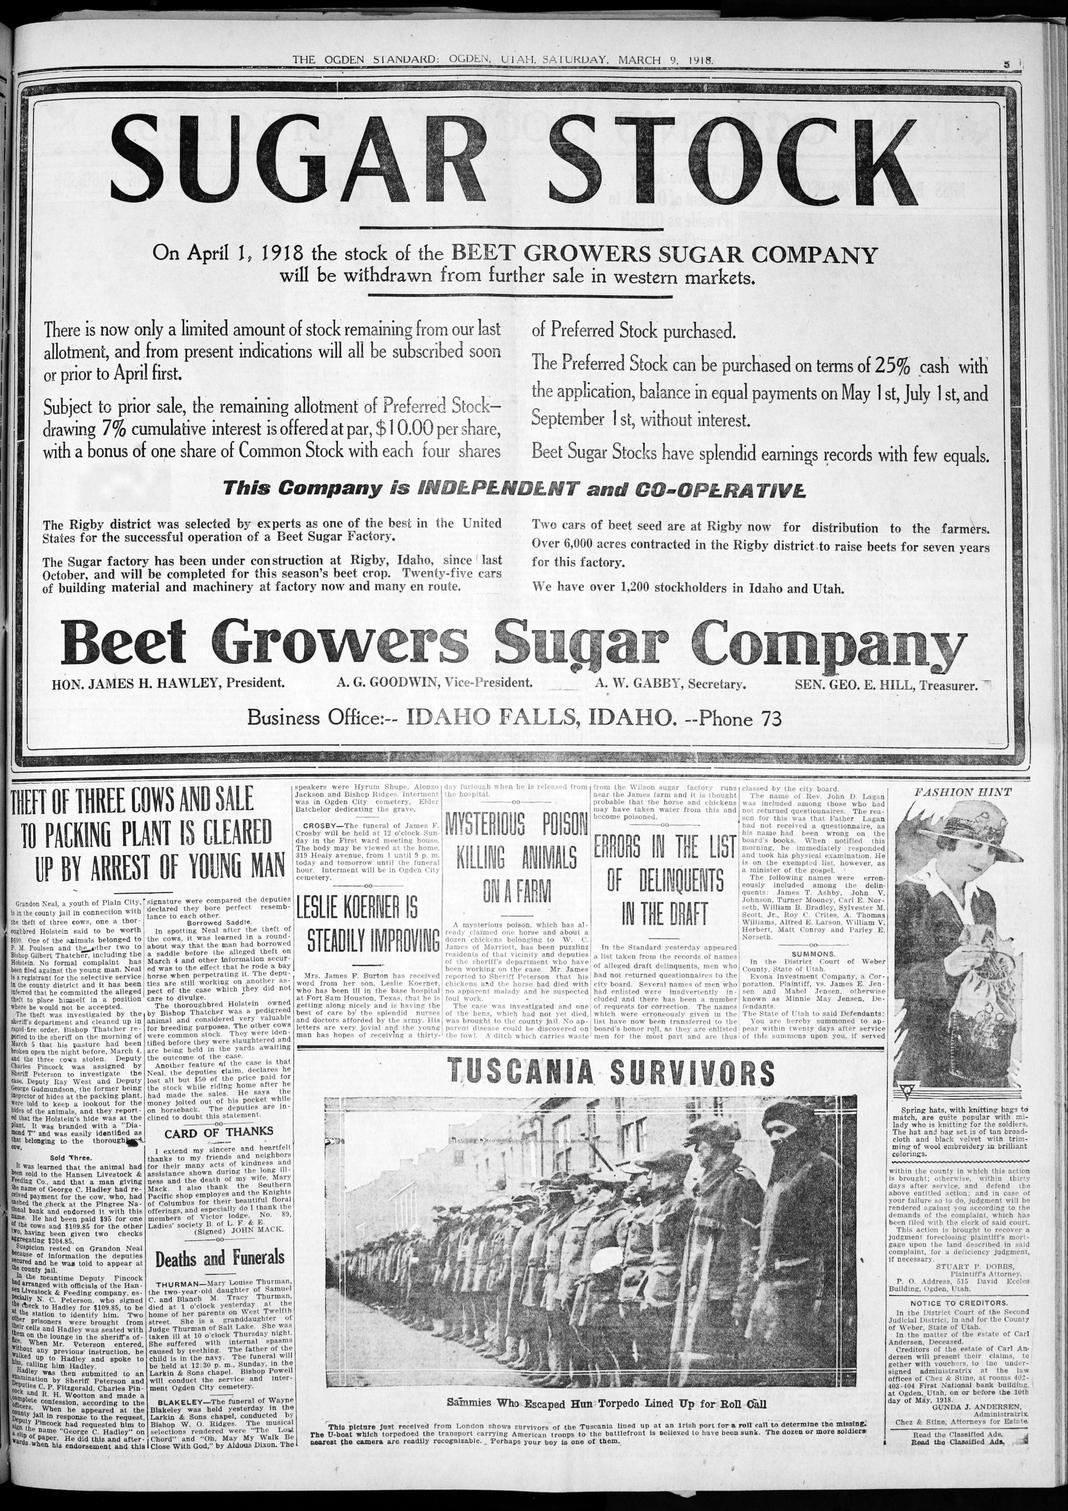 THE OGDEN STANDARD: OGDEN, UTAH, SATURDAY, MARCH 9, 1918.
5
SUGAR STOCK
On April 1, 1918 the stock of the BEET GROWERS SUGAR COMPANY
will be withdrawn from further sale in western markets.
There is now only a limited amount of stock remaining from our last
allotment, and from present indications will all be subscribed soon
or prior to April first.
Subject to prior sale, the remaining allotment of Preferred Stock—
drawing 7% cumulative interest is offered at par, $10.00 per share,
with a bonus of one share of Common Stock with each four shares
of Preferred Stock purchased.
The Preferred Stock can be purchased on terms of 25% cash with
the application, balance in equal payments on May 1st, July 1st, and
September 1st, without interest.
Beet Sugar Stocks have splendid earnings records with few equals.
This Company is INDEPENDENT and CO-OPERATIVE
The Rigby district was selected by experts as one of the best in the United
States for the successful operation of a Beet Sugar Factory.
The Sugar factory has been under construction at Rigby, Idaho, since last
October, and will be completed for this season's beet crop. Twenty-five cars
of building material and machinery at factory now and many en route.
Two cars of beet seed are at Rigby now for distribution to the farmers.
Over 6,000 acres contracted in the Rigby district to raise beets for seven years
for this factory.
We have over 1,200 stockholders in Idaho and Utah.
Beet Growers Sugar Company
HON. JAMES H. HAWLEY, President. A. G. GOODWIN, Vice-President. A. W. GABBY, Secretary. SEN. GEO. E. HILL, Treasurer.
Business Office:-- IDAHO FALLS, IDAHO. --Phone 73
THEFT OF THREE COWS AND SALE
TO PACKING PLANT IS CLEARED
UP BY ARREST OF YOUNG MAN
Grandon Neal, a youth of Plain City,
is in the county jail in connection with
the theft of three cows, one a thor-
oughbred Holstein said to be worth
$600. One of the animals belonged to
P. M. Poulsen and the other two to
Bishop Gilbert Thatcher, including the
Holstein. No formal complaint has
been filed against the young man. Neal
is a registrant for the selective service
in the county district and it has been
inferred that he committed the alleged
theft to place himself in a position
where he would not be accepted.
The theft was investigated by the
sheriff's department and cleared up in
rapid-fire order. Bishop Thatcher re-
ported to the sheriff on the morning of
March 5 that his pasture had been
broken open the night before, March 4,
and the three cows stolen. Deputy
Charles Pincock was assigned by
Sheriff Peterson to investigate the
case. Deputy Ray West and Deputy
George Gudmundson, the former being
inspector of hides at the packing plant,
were told to keep a lookout for the
hides of the animals, and they report-
ed that the Holstein's hide was at the
plant. It was branded with a "Dia-
mond T" and was easily identified as
that belonging to the thoroughbred
cow.
Sold Three.
It was learned that the animal had
been sold to the Hansen Livestock &
Feeding Co., and that a man giving
the name of George C. Hadley had re-
ceived payment for the cow, who, had
cashed the check at the Pingree Na-
tional bank and endorsed it with this
name. He had been paid $95 for one
of the cows and $109.85 for the other
two, having been given two checks
aggregating $204.85.
Suspicion rested on Grandon Neal
because of information the deputies
secured and he was told to appear at
the county jail.
In the meantime Deputy Pincock
had arranged with officials of the Han-
sen Livestock & Feeding company, es-
pecially N. C. Peterson, who signed
the check to Hadley for $109.85, to be
at the station to identify him. Two
other prisoners were brought from
their cells and Hadley was seated with
them on the lounge in the sheriff's of-
fice. When Mr. Peterson entered,
without any previous instruction, he
walked up to Hadley and spoke to
him, calling him Hadley.
Hadley was then submitted to an
examination by Sheriff Peterson and
Deputies C. P. Fitzgerald, Charles Pin-
cock and R. H. Wootton and made a
complete confession, according to the
officers. When he appeared at the
county jail in response to the request,
Deputy Pincock had requested him to
sign the name "George C. Hadley" on
a slip of paper. He did this and after-
wards when his endorsement and this
signature were compared the deputies
declared they bore perfect resemb-
lance to each other.
Borrowed Saddle.
In spotting Neal after the theft of
the cows, it was learned in a round-
about way that the man had borrowed
a saddle before the alleged theft on
March 4 and other information secur-
ed was to the effect that he rode a bay
horse when perpetrating it. The depu-
ties are still working on another as-
pect of the case which they did not
care to divulge.
The thoroughbred Holstein owned
by Bishop Thatcher was a pedigreed
animal and considered very valuable
for breeding purposes. The other cows
were common stock. They were iden-
tified before they were slaughtered and
are being held in the yards awaiting
the outcome of the case.
Another feature of the case is that
Neal, the deputies claim, declares he
lost all but $50 of the price paid for
the stock while riding home after he
had made the sales. He says the
money jolted out of his pocket while
on horseback. The deputies are in-
clined to doubt this statement.
CARD OF THANKS
I extend my sincere and heartfelt
thanks to my friends and neighbors
for their many acts of kindness and
assistance shown during the long ill-
ness and the death of my wife, Mary
Mack. I also thank the Southern
Pacific shop employes and the Knights
of Columbus for their beautiful floral
offerings, and especially do I thank the
members of Victor lodge, No. 89,
Ladies' society B. of L. F. & E.
(Signed) JOHN MACK.
Deaths and Funerals
THURMAN—Mary Louise Thurman,
the two-year-old daughter of Samuel
C. and Blanch M. Tracy Thurman,
died at 1 o'clock yesterday at the
home of her parents on West Twelfth
street. She is a granddaughter of
Judge Thurman of Salt Lake. She was
taken ill at 10 o'clock Thursday night.
She suffered with internal spasms
caused by teething. The father of the
child is in the navy. The funeral will
be held at 12:30 p. m., Sunday, in the
Larkin & Sons chapel. Bishop Powell
will conduct the service and inter-
ment Ogden City cemetery.
BLAKELEY—The funeral of Wayne
Blakeley was held yesterday in the
Larkin & Sons chapel, conducted by
Bishop W. O. Ridges. The musical
selections rendered were "The Lost
Chord" and "Oh, May My Walk Be
Close With God," by Aldous Dixon. The
speakers were Hyrum Shupe, Alonzo
Jackson and Bishop Ridges. Interment
was in Ogden City cemetery, Elder
Batchelor dedicating the grave.
CROSBY—The funeral of James F.
Crosby will be held at 12 o'clock Sun-
day in the First ward meeting house.
The body may be viewed at the home,
319 Healy avenue, from 1 until 9 p. m.
today and tomorrow until the funeral
hour. Interment will be in Ogden City
cemetery.
LESLIE KOERNER IS
STEADILY IMPROVING
Mrs. James F. Burton has received
word from her son, Leslie Koerner,
who has been ill in the base hospital
at Fort Sam Houston, Texas, that he is
getting along nicely and is having the
best of care by the splendid nurses
and doctors afforded by the army. His
letters are very jovial and the young
man has hopes of receiving a thirty-
day furlough when he is released from
the hospital.
MYSTERIOUS POISON
KILLING ANIMALS
ON A FARM
A mysterious poison, which has al-
ready claimed one horse and about a
dozen chickens belonging to W. C.
James of Marriott, has been puzzling
residents of that vicinity and deputies
of the sheriff's department who have
been working on the case. Mr. James
reported to Sheriff Peterson that his
chickens and the horse had died with
no apparent malady and he suspected
foul work.
The case was investigated and one
of the hens, which had not yet died,
was brought to the county jail. No ap-
parent disease could be discovered on
the fowl. A ditch which carries waste
from the Wilson sugar factory runs
near the James farm and it is thought
probable that the horse and chickens
may have taken water from this and
become poisoned.
ERRORS IN THE LIST
OF DELINQUENTS
IN THE DRAFT
In the Standard yesterday appeared
a list taken from the records of names
of alleged draft delinquents, men who
had not returned questionnaires to the
city board. Several names of men who
had enlisted were inadvertently in-
cluded and there has been a number
of requests for correction. The names
which were erroneously given in the
list have now been transferred to the
board's honor roll, as they are enlisted
men for the most part and are thus
classed by the city board.
The name of Rev. John D. Lagan
was included among those who had
not returned questionnaires. The rea-
son for this was that Father Lagan
had not received a questionnaire, as
his name had been wrong on the
board's books. When notified this
morning, he immediately responded
and took his physical examination. He
is on the exempted list, however, as
a minister of the gospel.
The following names were erron-
eously included among the delin-
quents: James T. Ashby, John V.
Johnson, Turner Mooney, Carl E. Nor-
seth, William B. Bradley, Sylvester M.
Scott, Jr., Roy C. Crites, A. Thomas
Williams, Alfred E. Larson, William V.
Herbert, Matt Conroy and Parley E.
Norseth.
SUMMONS.
In the District Court of Weber
County, State of Utah.
Evona Investment Company, a Cor-
poration, Plaintiff, vs. James E. Jen-
sen and Mabel Jensen, otherwise
known as Minnie May Jensen, De-
fendants.
The State of Utah to said Defendants:
You are hereby summoned to ap-
pear within twenty days after service
of this summons upon you, if served
TUSCANIA SURVIVORS
Sammies Who Escaped Hun Torpedo Lined Up for Roll Call
This picture just received from London shows survivors of the Tuscania lined up at an Irish port for a roll call to determine the missing.
The U-boat which torpedoed the transport carrying American troops to the battlefront is believed to have been sunk. The dozen or more soldiers
nearest the camera are readily recognizable. Perhaps your boy is one of them.
FASHION HINT
Spring hats, with knitting bags to
match, are quite popular with mi-
lady who is knitting for the soldiers.
The hat and bag set is of tan broad-
cloth and black velvet with trim-
ming of wool embroidery in brilliant
colorings.
within the county in which this action
is brought; otherwise, within thirty
days after service, and defend the
above entitled action; and in case of
your failure so to do, judgment will be
rendered against you according to the
demands of the complaint, which has
been filed with the clerk of said court.
This action is brought to recover a
judgment foreclosing plaintiff's mort-
gage upon the land described in said
complaint, for a deficiency judgment,
if necessary.
STUART P. DOBBS,
Plaintiff's Attorney.
P. O. Address, 515 David Eccles
Building, Ogden, Utah.
NOTICE TO CREDITORS.
In the District Court of the Second
Judicial District, in and for the County
of Weber, State of Utah.
In the matter of the estate of Carl
Andersen, Deceased.
Creditors of the estate of Carl An-
dersen will present their claims, to
gether with vouchers, to the under-
signed administratrix at the law
offices of Chez & Stine, at rooms 402-
403-404 First National bank building,
at Ogden, Utah, on or before the 10th
day of May, 1918.
GUNDA J. ANDERSEN,
Administratrix.
Chez & Stine, Attorneys for Estate
Read the Classified Ads.
Read the Classified Ads.